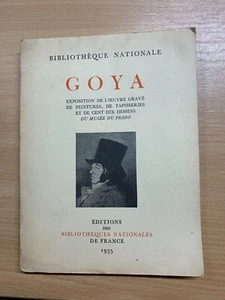 BIBLIOTHÈQUE NATIONALE
GOYA
EXPOSITION DE L'ŒUVRE GRAVÉ
DE PEINTURES, DE TAPISSERIES
ET DE CENT DIX DESSINS
DU MUSÉE DU PRADO
ÉDITIONS
DES
BIBLIOTHÈQUES NATIONALES
DE FRANCE
1935